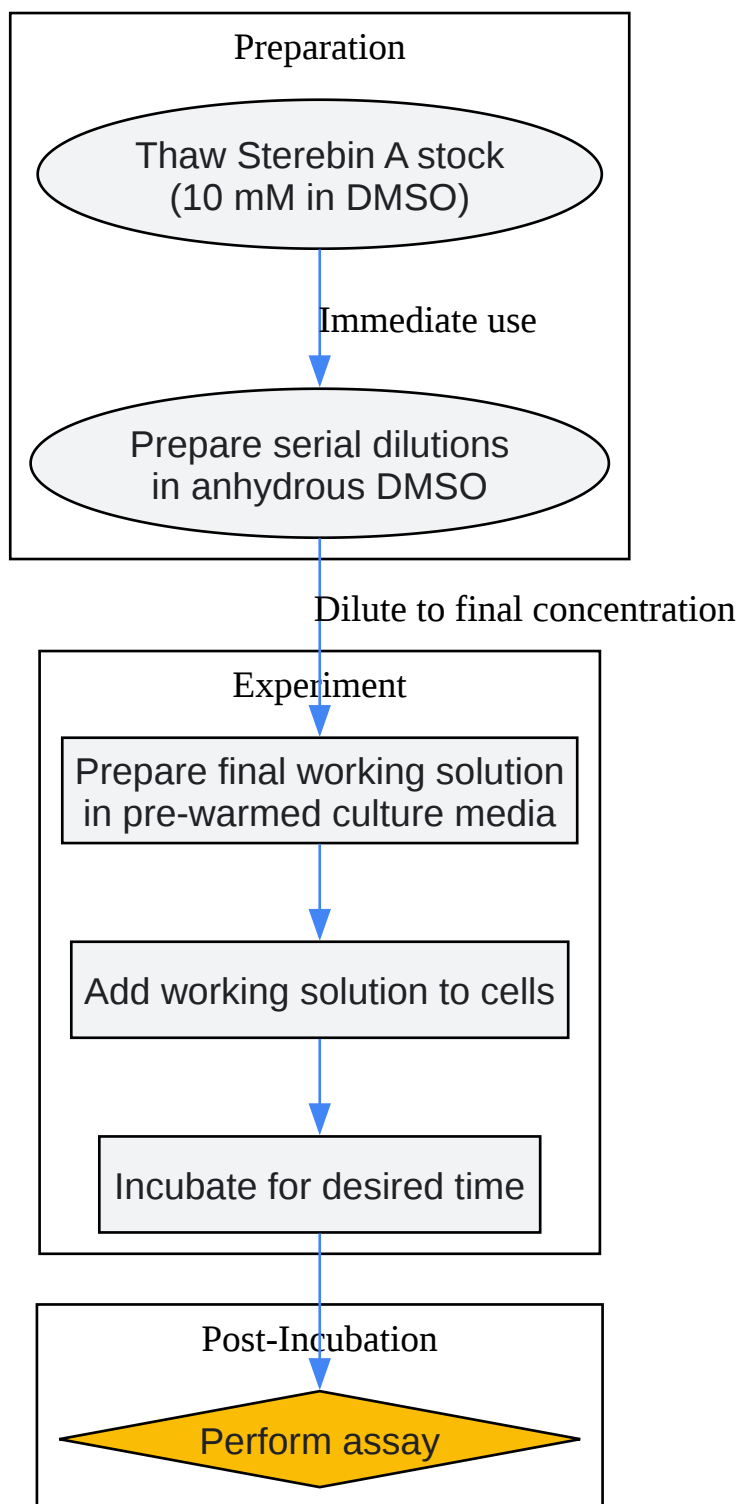 Preparation
Thaw Sterebin A stock
(10 mM in DMSO)
Immediate use
Prepare serial dilutions
in anhydrous DMSO
Dilute to final concentration
Experiment
Prepare final working solution
in pre-warmed culture media
Add working solution to cells
Incubate for desired time
Post-Incubation
Perform assay